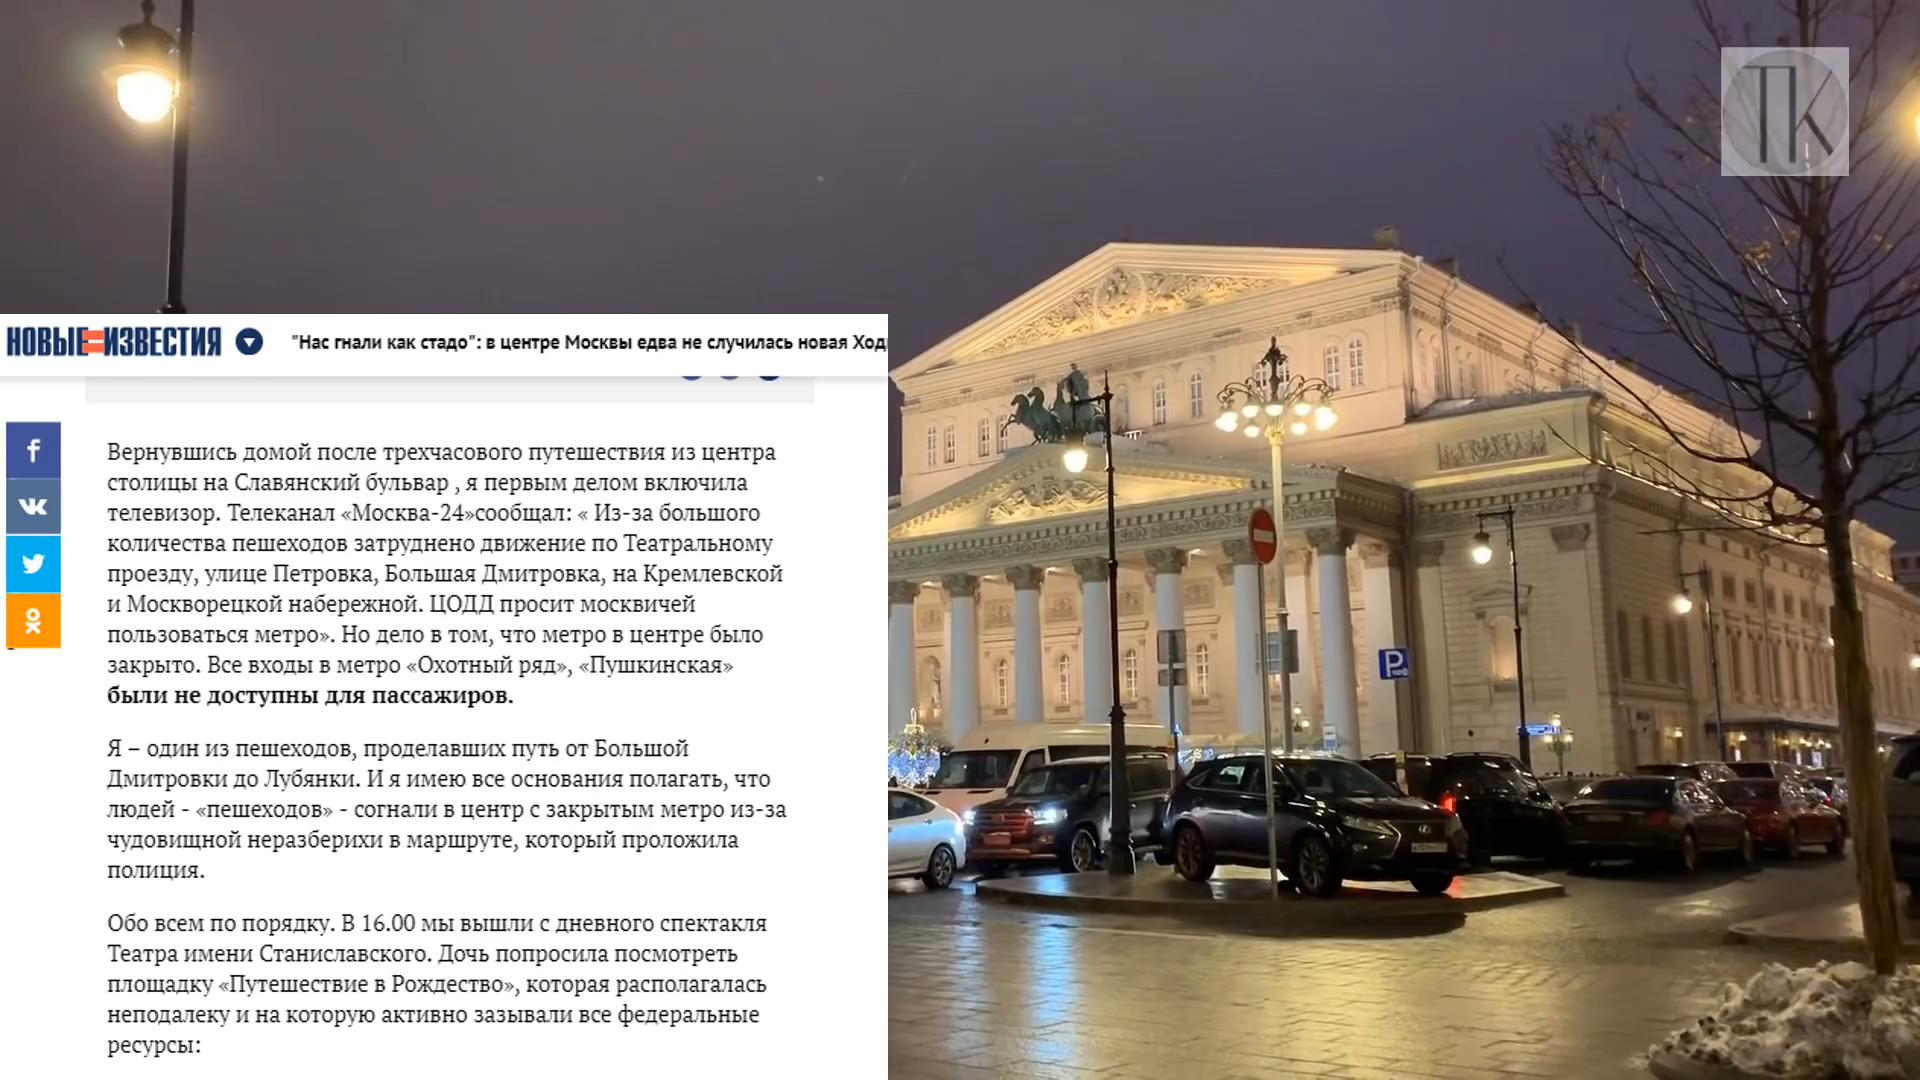 ТК
НОВЫЕ ИЗВЕСТИЯ
"Нас гнали как стадо": в центре Москвы едва не случилась новая Ход
Вернувшись домой после трехчасового путешествия из центра
столицы на Славянский бульвар , я первым делом включила
телевизор. Телеканал «Москва-24»сообщал: « Из-за большого
количества пешеходов затруднено движение по Театральному
проезду, улице Петровка, Большая Дмитровка, на Кремлевской
и Москворецкой набережной. ЦОДД просит москвичей
пользоваться метро». Но дело в том, что метро в центре было
закрыто. Все входы в метро «Охотный ряд», «Пушкинская»
были не доступны для пассажиров.
Я – один из пешеходов, проделавших путь от Большой
Дмитровки до Лубянки. И я имею все основания полагать, что
людей - «пешеходов» - согнали в центр с закрытым метро из-за
чудовищной неразберихи в маршруте, который проложила
полиция.
Обо всем по порядку. В 16.00 мы вышли с дневного спектакля
Театра имени Станиславского. Дочь попросила посмотреть
площадку «Путешествие в Рождество», которая располагалась
неподалеку и на которую активно зазывали все федеральные
ресурсы:
P